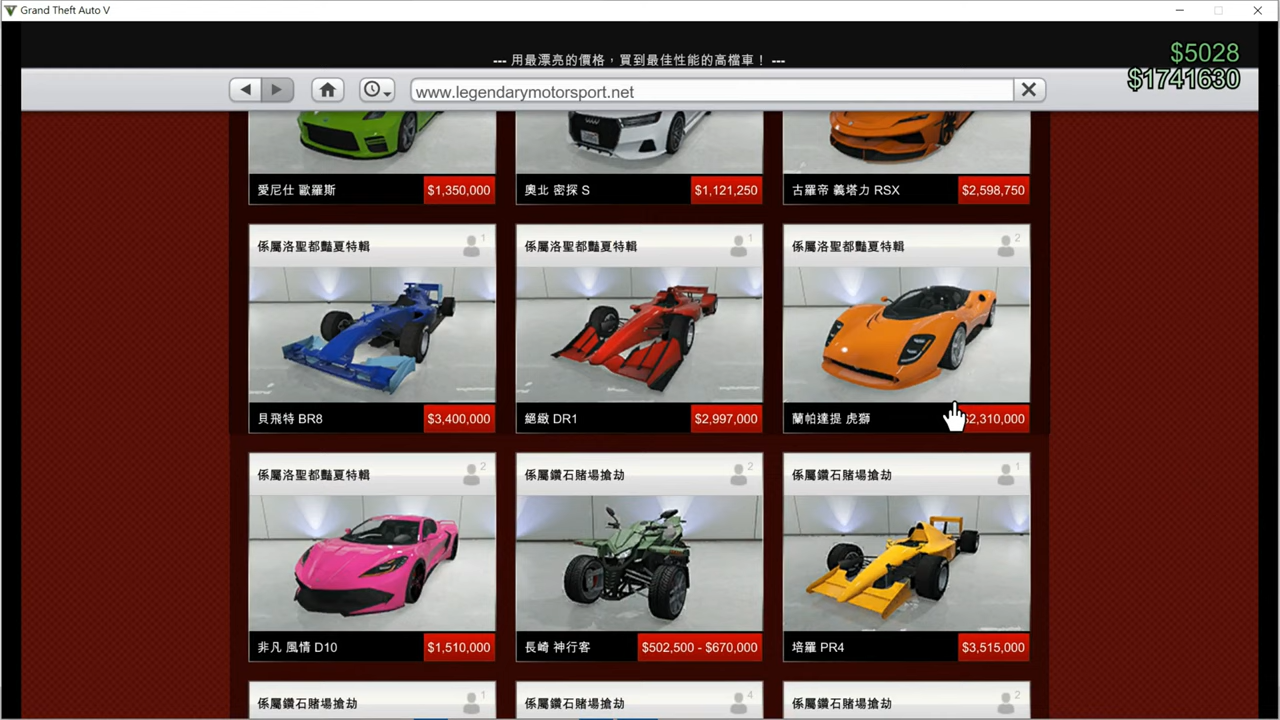 Grand Theft Auto V
--- 用最漂亮的價格，買到最佳性能的高檔車！ ---
$5028
$1741630
www.legendarymotorsport.net
愛尼仕 歐羅斯 $1,350,000
奧北 密探 S $1,121,250
古羅帝 義塔力 RSX $2,598,750
係屬洛聖都豔夏特輯 1
係屬洛聖都豔夏特輯 1
係屬洛聖都豔夏特輯 2
貝飛特 BR8 $3,400,000
絕緻 DR1 $2,997,000
蘭帕達提 虎獅 $2,310,000
係屬洛聖都豔夏特輯 2
係屬鑽石賭場搶劫 2
係屬鑽石賭場搶劫 1
非凡 風情 D10 $1,510,000
長崎 神行客 $502,500 - $670,000
培羅 PR4 $3,515,000
係屬鑽石賭場搶劫 1
係屬鑽石賭場搶劫 4
係屬鑽石賭場搶劫 2